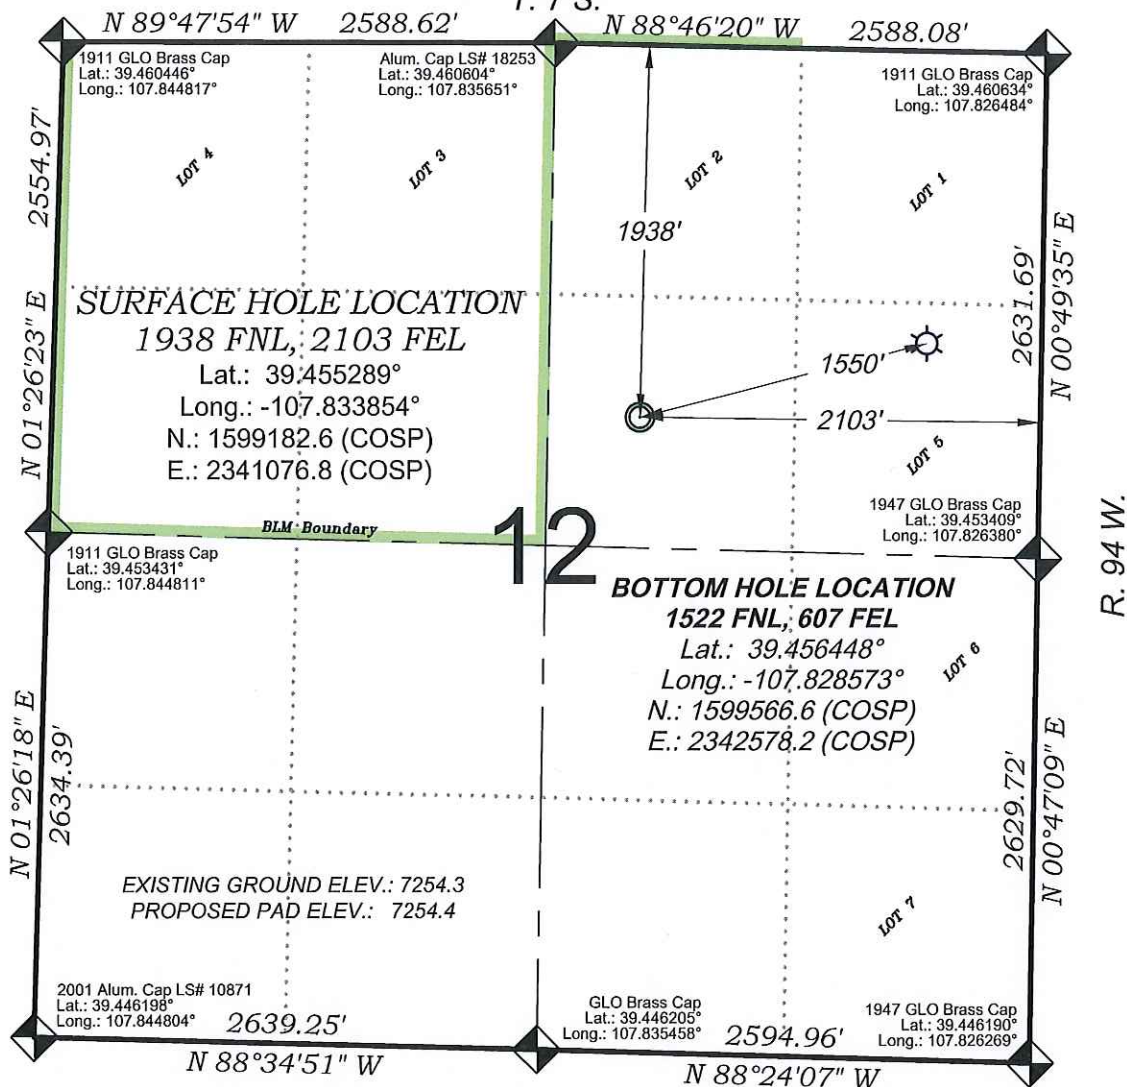 T. 7 S.
N 89°47'54" W 2588.62'
N 88°46'20" W 2588.08'
1911 GLO Brass Cap
Lat.: 39.460446°
Long.: 107.844817°
Alum. Cap LS# 18253
Lat.: 39.460604°
Long.: 107.835651°
1911 GLO Brass Cap
Lat.: 39.460634°
Long.: 107.826484°
2554.97'
N 01°26'23" E
LOT 4
LOT 3
LOT 2
LOT 1
1938'
2631.69'
N 00°49'35" E
SURFACE HOLE LOCATION
1938 FNL, 2103 FEL
Lat.: 39.455289°
Long.: -107.833854°
N.: 1599182.6 (COSP)
E.: 2341076.8 (COSP)
1550'
2103'
LOT 5
1947 GLO Brass Cap
Lat.: 39.453409°
Long.: 107.826380°
BLM Boundary
12
1911 GLO Brass Cap
Lat.: 39.453431°
Long.: 107.844811°
R. 94 W.
BOTTOM HOLE LOCATION
1522 FNL, 607 FEL
Lat.: 39.456448°
Long.: -107.828573°
N.: 1599566.6 (COSP)
E.: 2342578.2 (COSP)
LOT 6
N 01°26'18" E
2634.39'
2629.72'
N 00°47'09" E
EXISTING GROUND ELEV.: 7254.3
PROPOSED PAD ELEV.: 7254.4
LOT 7
2001 Alum. Cap LS# 10871
Lat.: 39.446198°
Long.: 107.844804°
2639.25'
N 88°34'51" W
GLO Brass Cap
Lat.: 39.446205°
Long.: 107.835458°
2594.96'
N 88°24'07" W
1947 GLO Brass Cap
Lat.: 39.446190°
Long.: 107.826269°